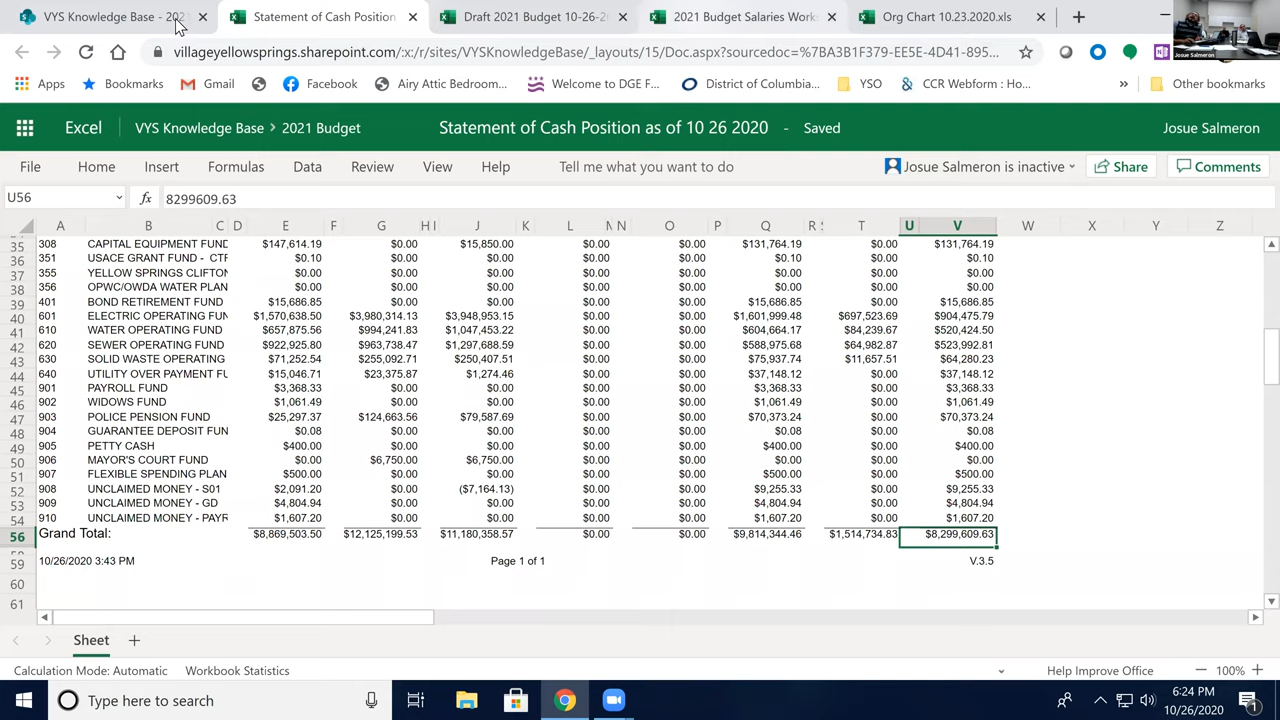 VYS Knowledge Base - 2021
Statement of Cash Position
Draft 2021 Budget 10-26-2
2021 Budget Salaries Work
Org Chart 10.23.2020.xls
villageyellowsprings.sharepoint.com/:x:/r/sites/VYSKnowledgeBase/_layouts/15/Doc.aspx?sourcedoc=%7BA3B1F379-EE5E-4D41-895...
Josue Salmeron
Apps Bookmarks Gmail Facebook Airy Attic Bedroom... Welcome to DGE F... District of Columbia... YSO CCR Webform : Ho... » Other bookmarks
Excel VYS Knowledge Base > 2021 Budget Statement of Cash Position as of 10 26 2020 - Saved Josue Salmeron
File Home Insert Formulas Data Review View Help Tell me what you want to do Josue Salmeron is inactive Share Comments
U56 fx 8299609.63
A B C D E F G H I J K L M N O P Q R S T U V W X Y Z
35 308 CAPITAL EQUIPMENT FUND $147,614.19 $0.00 $15,850.00 $0.00 $0.00 $131,764.19 $0.00 $131,764.19
36 351 USACE GRANT FUND - CTF $0.10 $0.00 $0.00 $0.00 $0.00 $0.10 $0.00 $0.10
37 355 YELLOW SPRINGS CLIFTON $0.00 $0.00 $0.00 $0.00 $0.00 $0.00 $0.00 $0.00
38 356 OPWC/OWDA WATER PLAN $0.00 $0.00 $0.00 $0.00 $0.00 $0.00 $0.00 $0.00
39 401 BOND RETIREMENT FUND $15,686.85 $0.00 $0.00 $0.00 $0.00 $15,686.85 $0.00 $15,686.85
40 601 ELECTRIC OPERATING FUN $1,570,638.50 $3,980,314.13 $3,948,953.15 $0.00 $0.00 $1,601,999.48 $697,523.69 $904,475.79
41 610 WATER OPERATING FUND $657,875.56 $994,241.83 $1,047,453.22 $0.00 $0.00 $604,664.17 $84,239.67 $520,424.50
42 620 SEWER OPERATING FUND $922,925.80 $963,738.47 $1,297,688.59 $0.00 $0.00 $588,975.68 $64,982.87 $523,992.81
43 630 SOLID WASTE OPERATING $71,252.54 $255,092.71 $250,407.51 $0.00 $0.00 $75,937.74 $11,657.51 $64,280.23
44 640 UTILITY OVER PAYMENT FU $15,046.71 $23,375.87 $1,274.46 $0.00 $0.00 $37,148.12 $0.00 $37,148.12
45 901 PAYROLL FUND $3,368.33 $0.00 $0.00 $0.00 $0.00 $3,368.33 $0.00 $3,368.33
46 902 WIDOWS FUND $1,061.49 $0.00 $0.00 $0.00 $0.00 $1,061.49 $0.00 $1,061.49
47 903 POLICE PENSION FUND $25,297.37 $124,663.56 $79,587.69 $0.00 $0.00 $70,373.24 $0.00 $70,373.24
48 904 GUARANTEE DEPOSIT FUN $0.08 $0.00 $0.00 $0.00 $0.00 $0.08 $0.00 $0.08
49 905 PETTY CASH $400.00 $0.00 $0.00 $0.00 $0.00 $400.00 $0.00 $400.00
50 906 MAYOR'S COURT FUND $0.00 $6,750.00 $6,750.00 $0.00 $0.00 $0.00 $0.00 $0.00
51 907 FLEXIBLE SPENDING PLAN $500.00 $0.00 $0.00 $0.00 $0.00 $500.00 $0.00 $500.00
52 908 UNCLAIMED MONEY - S01 $2,091.20 $0.00 ($7,164.13) $0.00 $0.00 $9,255.33 $0.00 $9,255.33
53 909 UNCLAIMED MONEY - GD $4,804.94 $0.00 $0.00 $0.00 $0.00 $4,804.94 $0.00 $4,804.94
54 910 UNCLAIMED MONEY - PAYR $1,607.20 $0.00 $0.00 $0.00 $0.00 $1,607.20 $0.00 $1,607.20
56 Grand Total: $8,869,503.50 $12,125,199.53 $11,180,358.57 $0.00 $0.00 $9,814,344.46 $1,514,734.83 $8,299,609.63
59 10/26/2020 3:43 PM Page 1 of 1 V.3.5
60
61
Sheet
Calculation Mode: Automatic Workbook Statistics Help Improve Office 100%
Type here to search 6:24 PM
10/26/2020 1